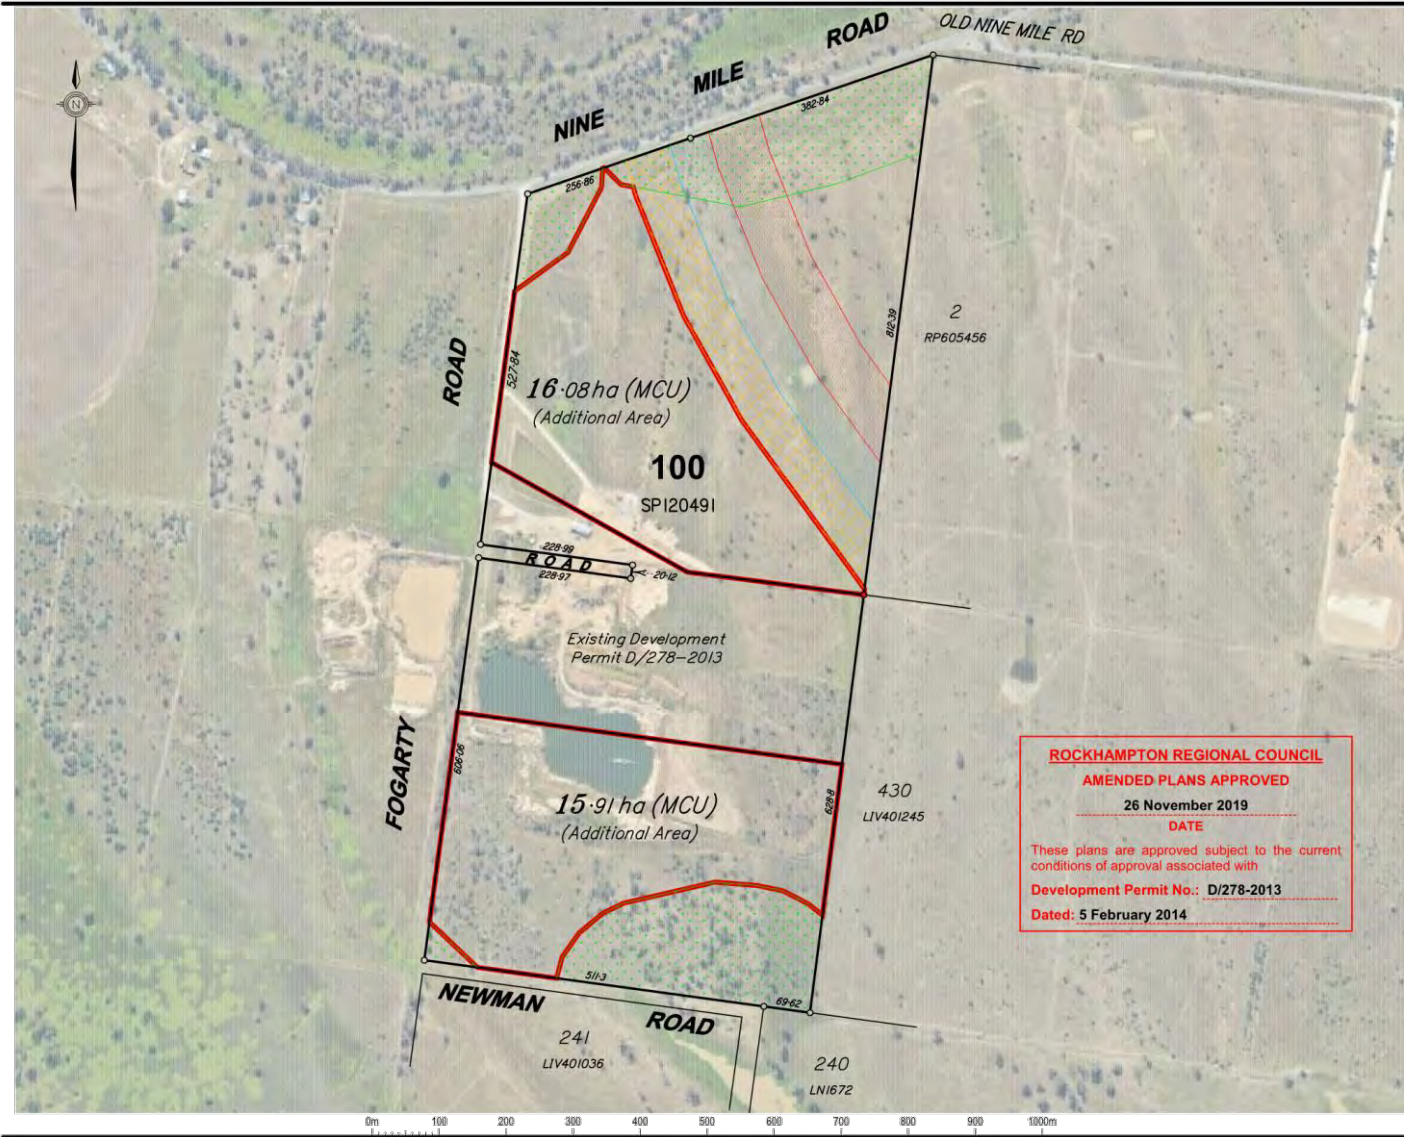 OLD NINE MILE RD
NINE MILE ROAD
N
382·84
256·86
812·39
2
RP605456
ROAD
527·84
16·08ha (MCU)
(Additional Area)
100
SP120491
228·99
ROAD
20·12
228·97
Existing Development
Permit D/278-2013
FOGARTY
606·06
15·91ha (MCU)
(Additional Area)
628·8
430
LIV401245
ROCKHAMPTON REGIONAL COUNCIL
AMENDED PLANS APPROVED
26 November 2019
DATE
These plans are approved subject to the current
conditions of approval associated with
Development Permit No.: D/278-2013
Dated: 5 February 2014
511·3
69·62
NEWMAN ROAD
241
LIV401036
240
LN1672
0m 100 200 300 400 500 600 700 800 900 1000m